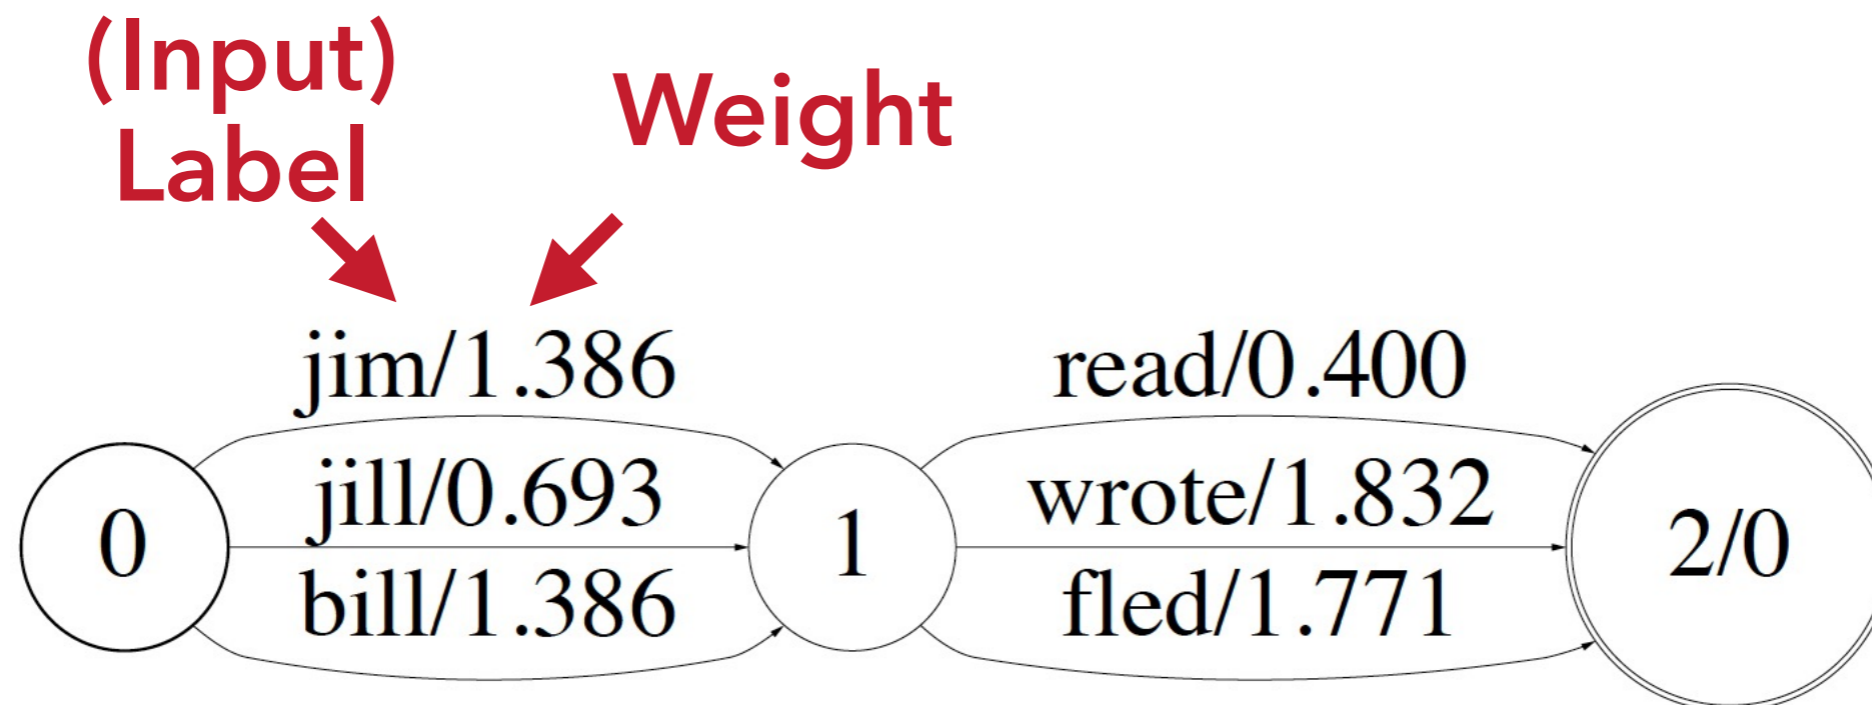 (Input)
Label
Weight
jim/1.386
read/0.400
jill/0.693
wrote/1.832
0
1
2/0
bill/1.386
fled/1.771